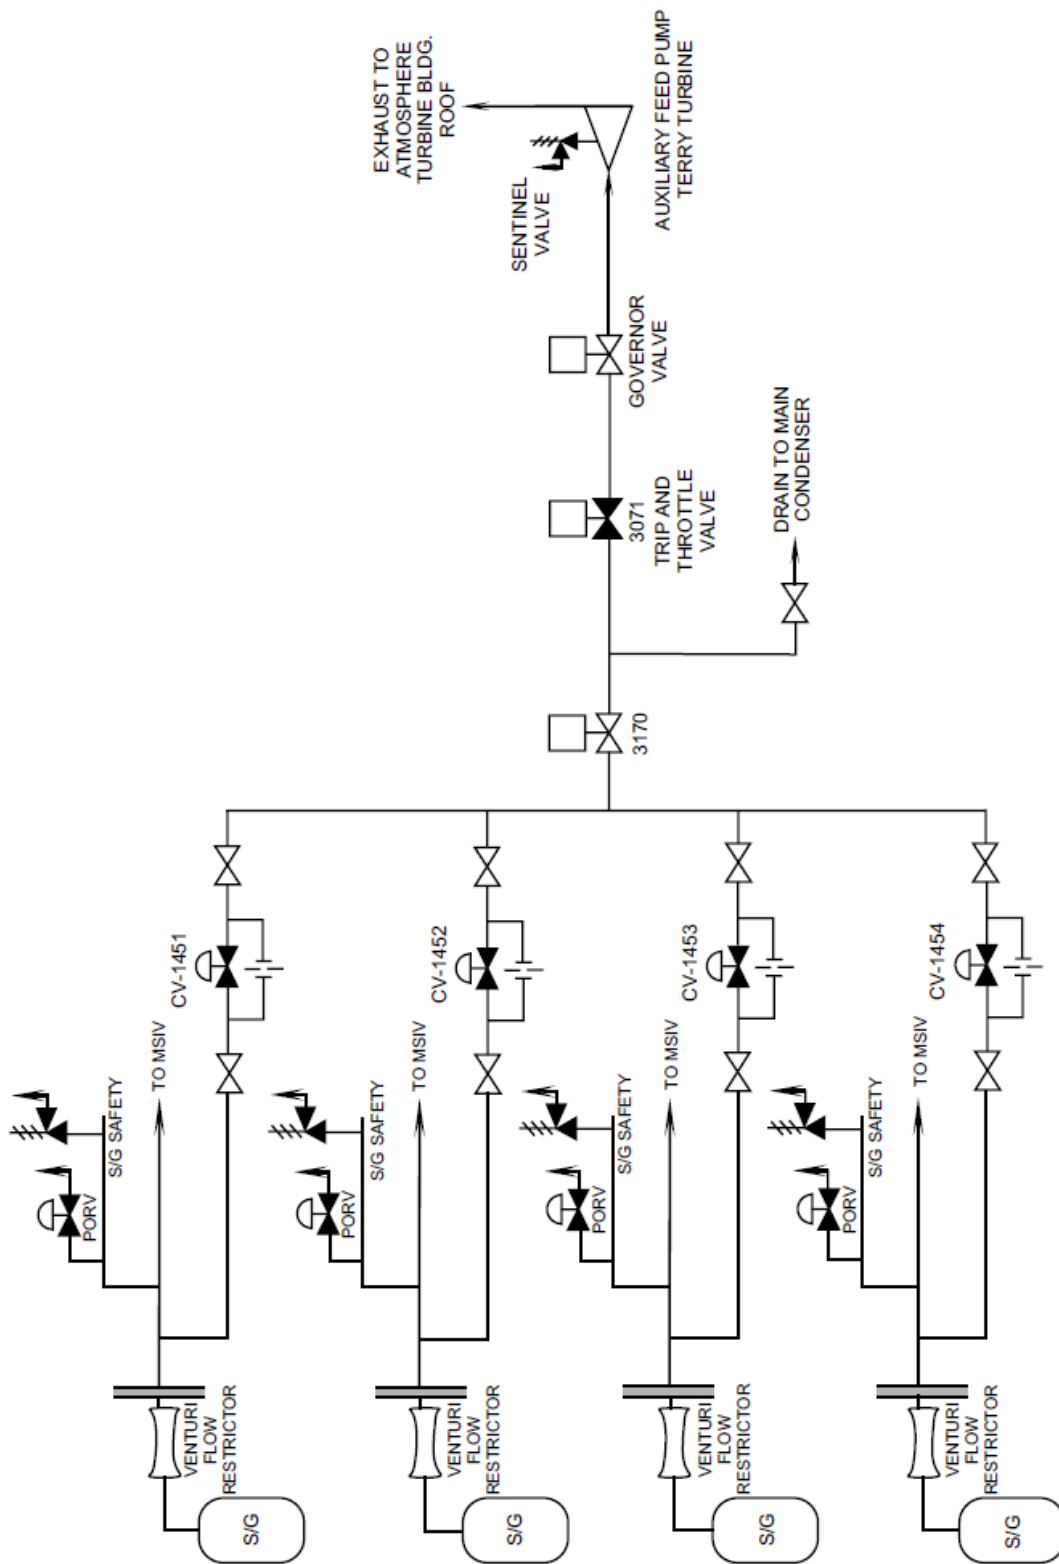 S/G
VENTURI
FLOW
RESTRICTOR
PORV
S/G SAFETY
TO MSIV
CV-1451
S/G
VENTURI
FLOW
RESTRICTOR
PORV
S/G SAFETY
TO MSIV
CV-1452
S/G
VENTURI
FLOW
RESTRICTOR
PORV
S/G SAFETY
TO MSIV
CV-1453
S/G
VENTURI
FLOW
RESTRICTOR
PORV
S/G SAFETY
TO MSIV
CV-1454
3170
3071
TRIP AND
THROTTLE
VALVE
DRAIN TO MAIN
CONDENSER
GOVERNOR
VALVE
SENTINEL
VALVE
EXHAUST TO
ATMOSPHERE
TURBINE BLDG.
ROOF
AUXILIARY FEED PUMP
TERRY TURBINE